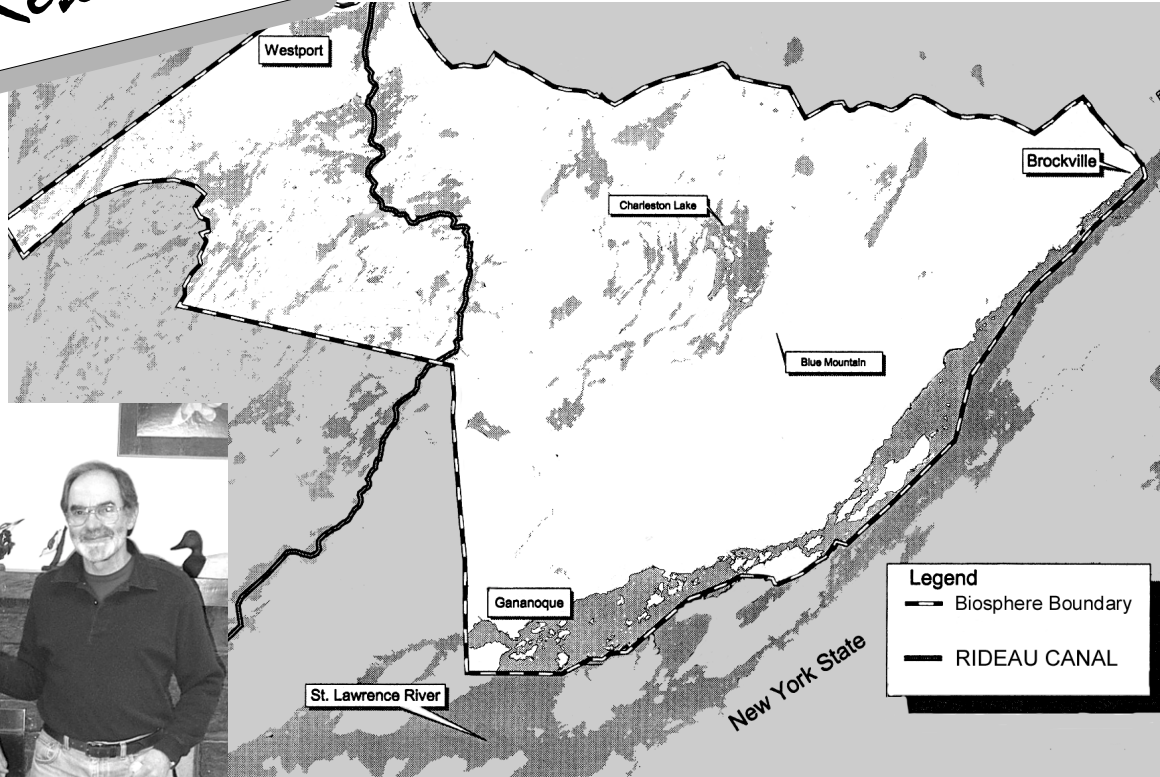 Westport
Brockville
Charleston Lake
Blue Mountain
Gananoque
St. Lawrence River
New York State
Legend
Biosphere Boundary
RIDEAU CANAL